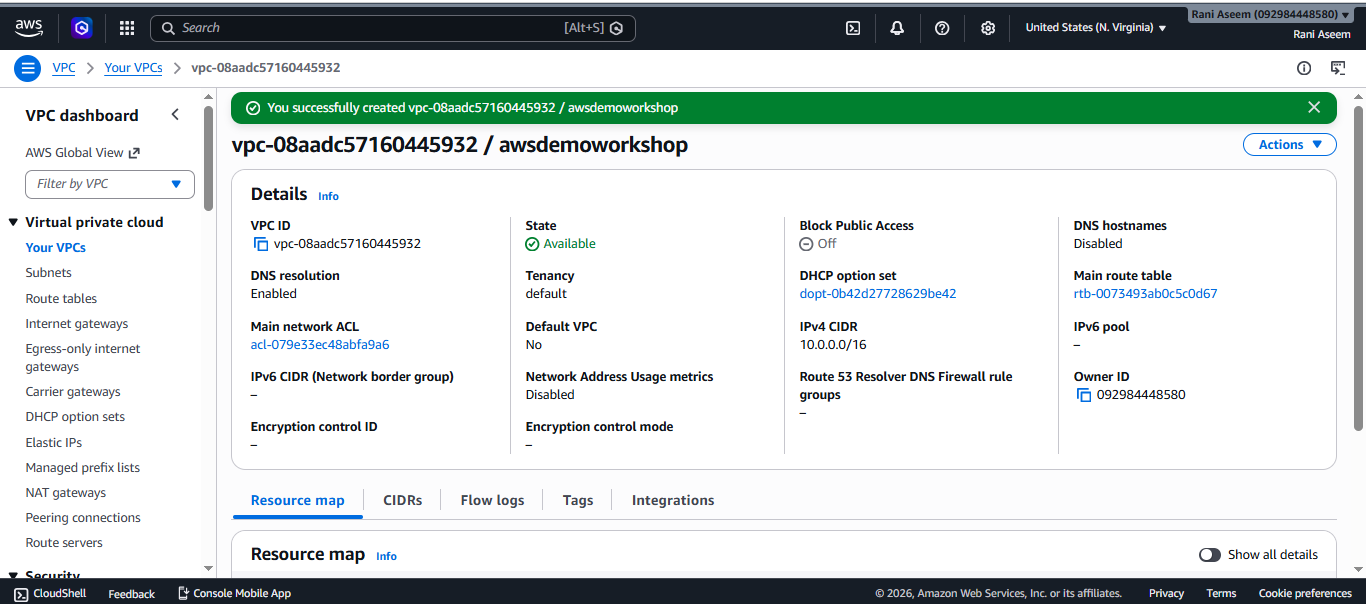 aws
Search
[Alt+S]
United States (N. Virginia)
Rani Aseem (092984448580)
Rani Aseem
VPC
Your VPCs
vpc-08aadc57160445932
VPC dashboard
AWS Global View
Filter by VPC
Virtual private cloud
Your VPCs
Subnets
Route tables
Internet gateways
Egress-only internet
gateways
Carrier gateways
DHCP option sets
Elastic IPs
Managed prefix lists
NAT gateways
Peering connections
Route servers
Security
You successfully created vpc-08aadc57160445932 / awsdemoworkshop
vpc-08aadc57160445932 / awsdemoworkshop
Actions
Details Info
VPC ID
vpc-08aadc57160445932
State
Available
Block Public Access
Off
DNS hostnames
Disabled
DNS resolution
Enabled
Tenancy
default
DHCP option set
dopt-0b42d27728629be42
Main route table
rtb-0073493ab0c5c0d67
Main network ACL
acl-079e33ec48abfa9a6
Default VPC
No
IPv4 CIDR
10.0.0.0/16
IPv6 pool
–
IPv6 CIDR (Network border group)
–
Network Address Usage metrics
Disabled
Route 53 Resolver DNS Firewall rule
groups
–
Owner ID
092984448580
Encryption control ID
–
Encryption control mode
–
Resource map
CIDRs
Flow logs
Tags
Integrations
Resource map Info
Show all details
CloudShell
Feedback
Console Mobile App
© 2026, Amazon Web Services, Inc. or its affiliates.
Privacy
Terms
Cookie preferences